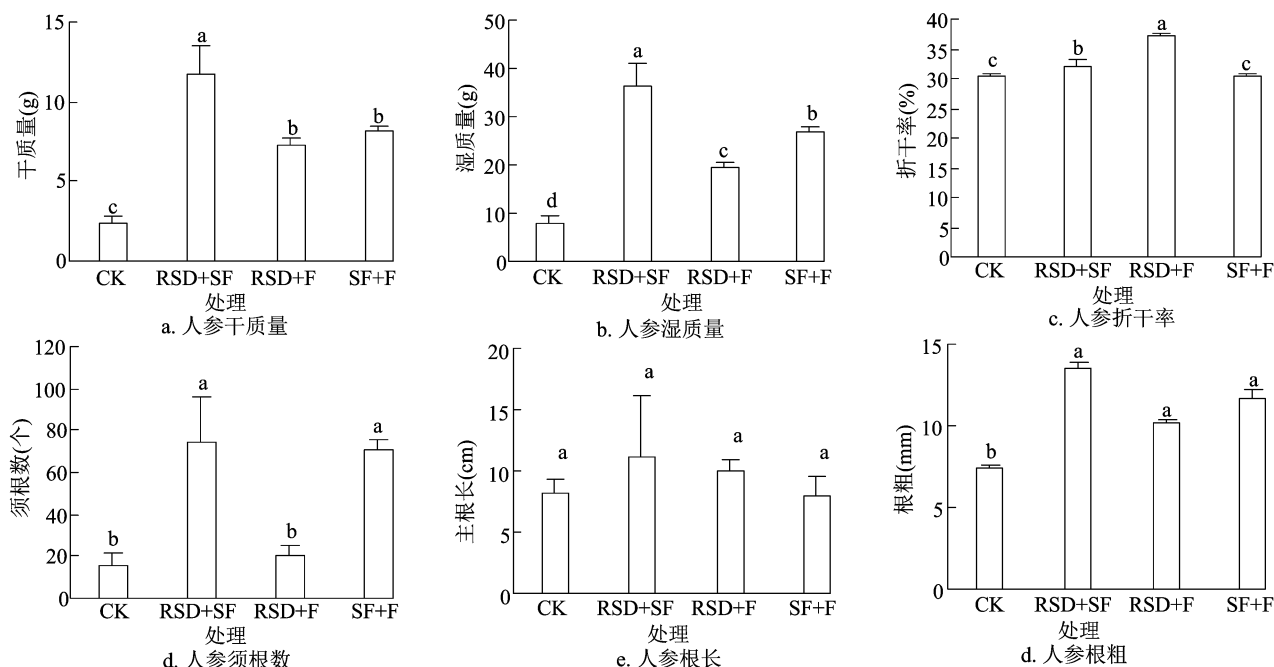 15
10
5
0
干质量(g)
c
a
b
b
CK
RSD+SF
RSD+F
SF+F
处理
a. 人参干质量
50
40
30
20
10
0
湿质量(g)
d
a
c
b
CK
RSD+SF
RSD+F
SF+F
处理
b. 人参湿质量
40
35
30
25
20
15
10
5
0
折干率(%)
c
b
a
c
CK
RSD+SF
RSD+F
SF+F
处理
c. 人参折干率
120
100
80
60
40
20
0
须根数(个)
b
a
b
a
CK
RSD+SF
RSD+F
SF+F
处理
d. 人参须根数
20
15
10
5
0
主根长(cm)
a
a
a
a
CK
RSD+SF
RSD+F
SF+F
处理
e. 人参根长
15
10
5
0
根粗(mm)
b
a
a
a
CK
RSD+SF
RSD+F
SF+F
处理
d. 人参根粗